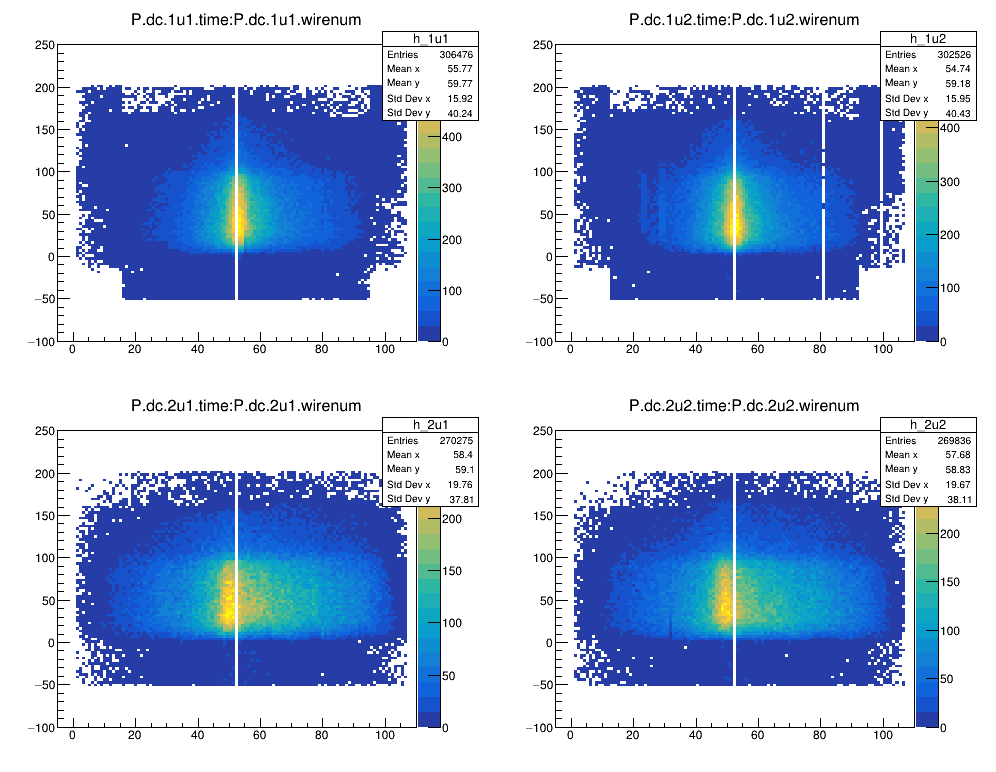 P.dc.1u1.time:P.dc.1u1.wirenum
h_1u1
Entries 306476
Mean x 55.77
Mean y 59.77
Std Dev x 15.92
Std Dev y 40.24
250
200
150
100
50
0
−50
−100
0 20 40 60 80 100
400
300
200
100
0
P.dc.1u2.time:P.dc.1u2.wirenum
h_1u2
Entries 302526
Mean x 54.74
Mean y 59.18
Std Dev x 15.95
Std Dev y 40.43
250
200
150
100
50
0
−50
−100
0 20 40 60 80 100
400
300
200
100
0
P.dc.2u1.time:P.dc.2u1.wirenum
h_2u1
Entries 270275
Mean x 58.4
Mean y 59.1
Std Dev x 19.76
Std Dev y 37.81
250
200
150
100
50
0
−50
−100
0 20 40 60 80 100
200
150
100
50
0
P.dc.2u2.time:P.dc.2u2.wirenum
h_2u2
Entries 269836
Mean x 57.68
Mean y 58.83
Std Dev x 19.67
Std Dev y 38.11
250
200
150
100
50
0
−50
−100
0 20 40 60 80 100
200
150
100
50
0